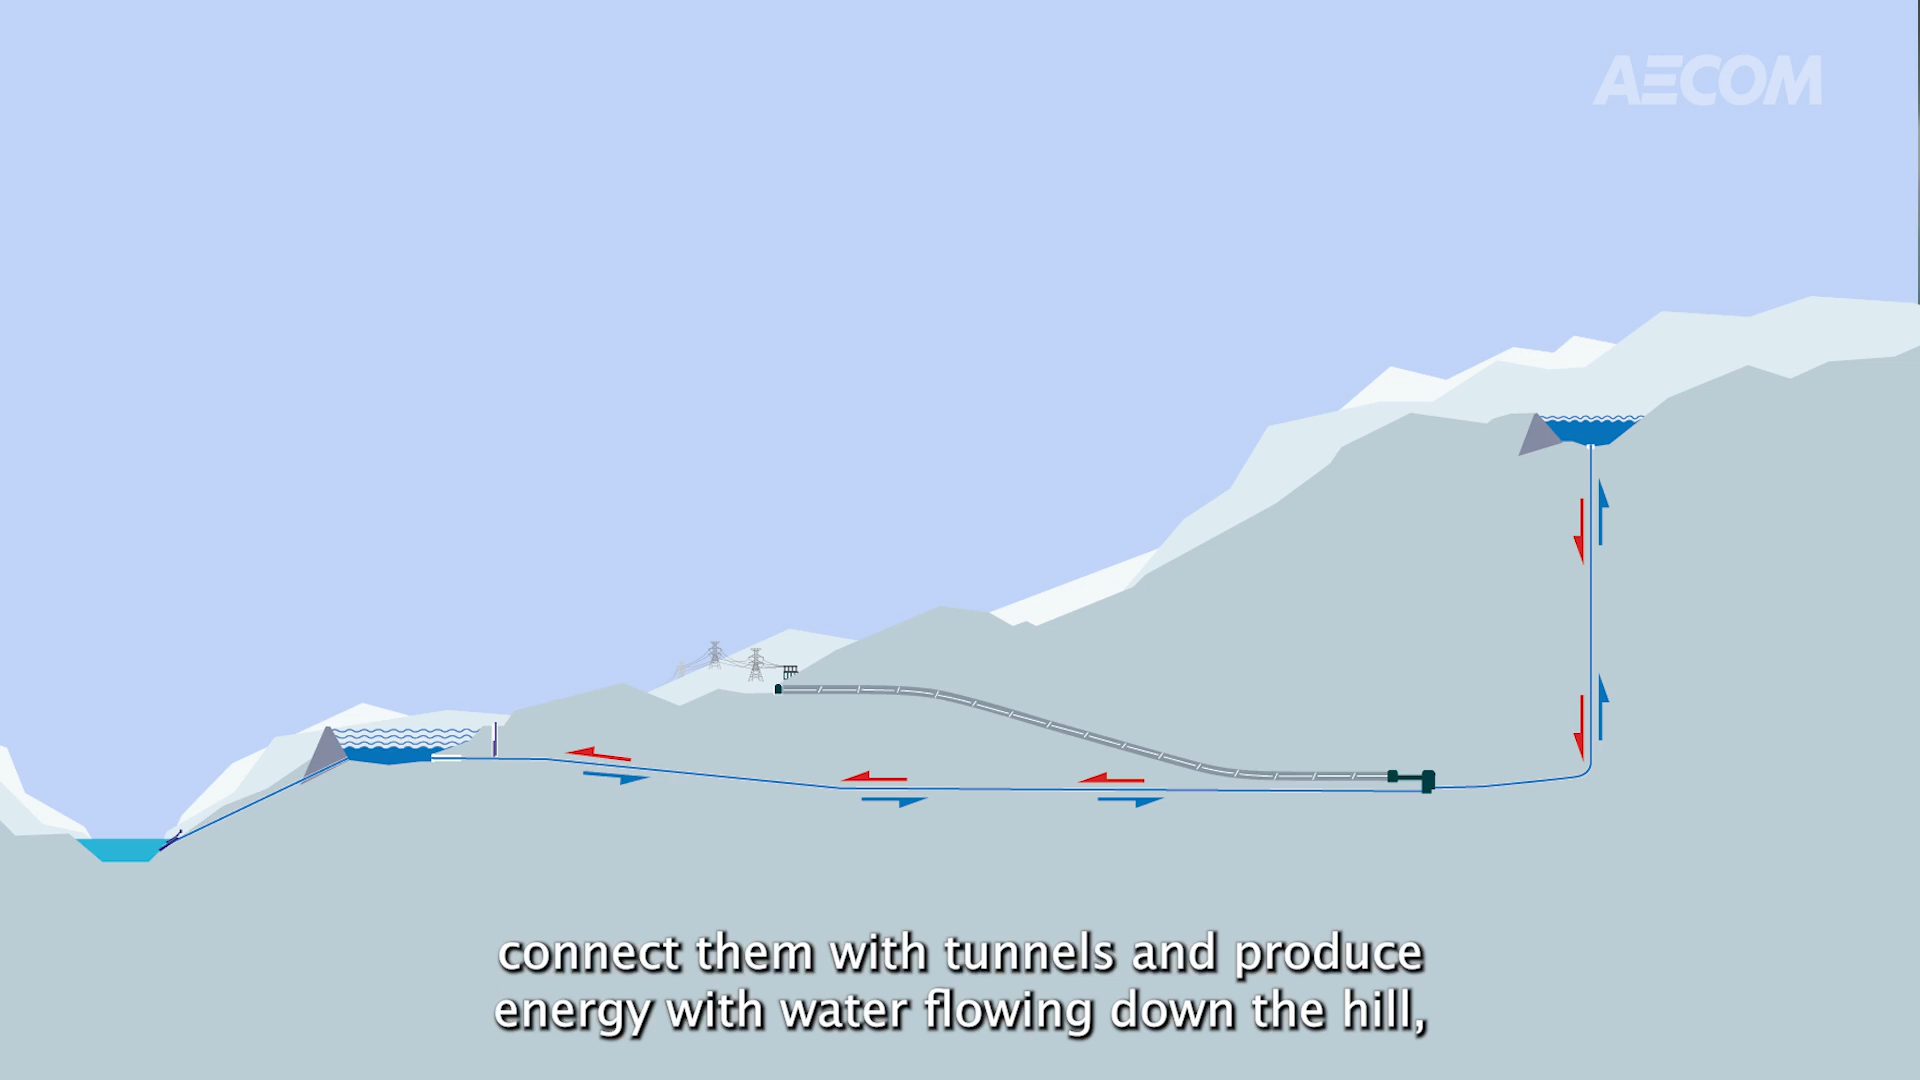 AECOM
connect them with tunnels and produce
energy with water flowing down the hill,